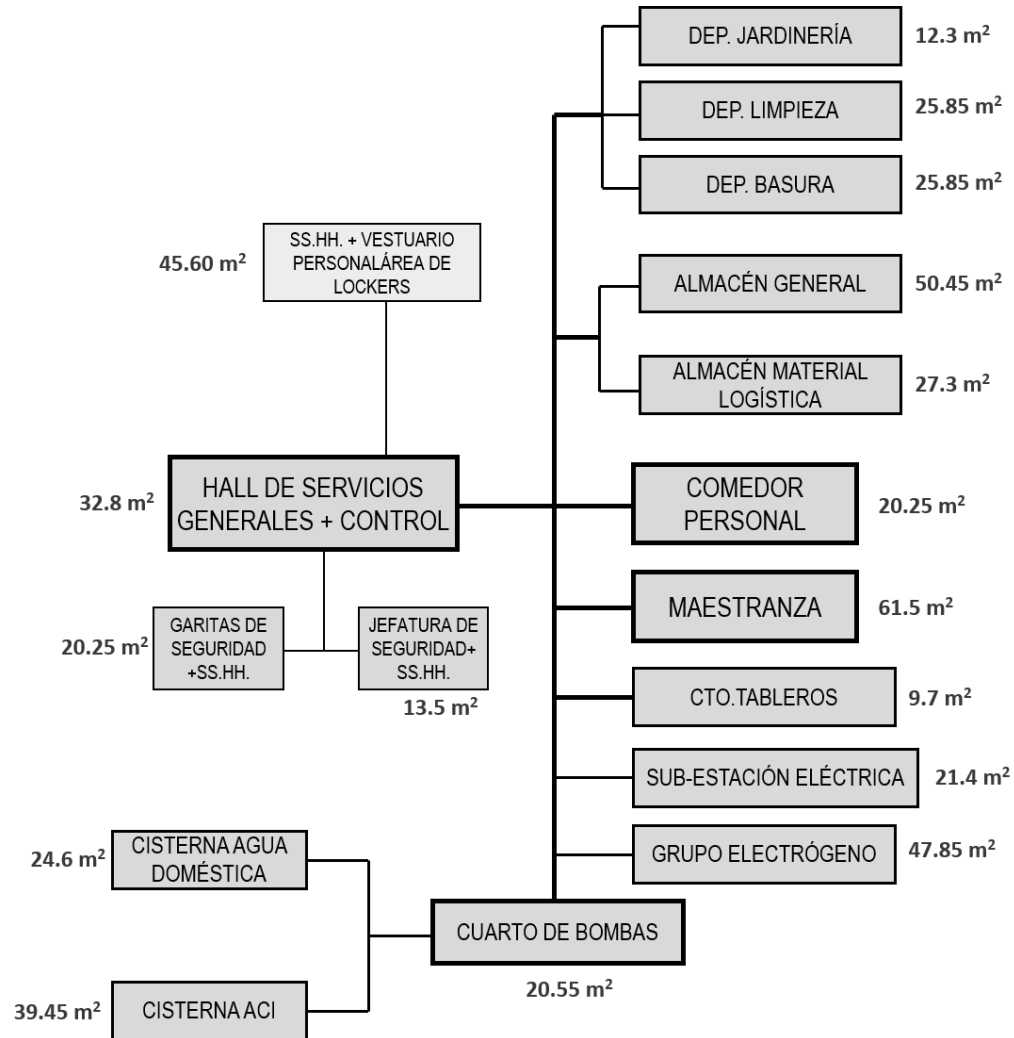 DEP. JARDINERÍA
12.3 m²
DEP. LIMPIEZA
25.85 m²
DEP. BASURA
25.85 m²
SS.HH. + VESTUARIO
PERSONALÁREA DE
LOCKERS
45.60 m²
ALMACÉN GENERAL
50.45 m²
ALMACÉN MATERIAL
LOGÍSTICA
27.3 m²
32.8 m²
HALL DE SERVICIOS
GENERALES + CONTROL
COMEDOR
PERSONAL
20.25 m²
MAESTRANZA
61.5 m²
20.25 m²
GARITAS DE
SEGURIDAD
+SS.HH.
JEFATURA DE
SEGURIDAD+
SS.HH.
13.5 m²
CTO.TABLEROS
9.7 m²
SUB-ESTACIÓN ELÉCTRICA
21.4 m²
GRUPO ELECTRÓGENO
47.85 m²
24.6 m²
CISTERNA AGUA
DOMÉSTICA
CUARTO DE BOMBAS
20.55 m²
39.45 m²
CISTERNA ACI